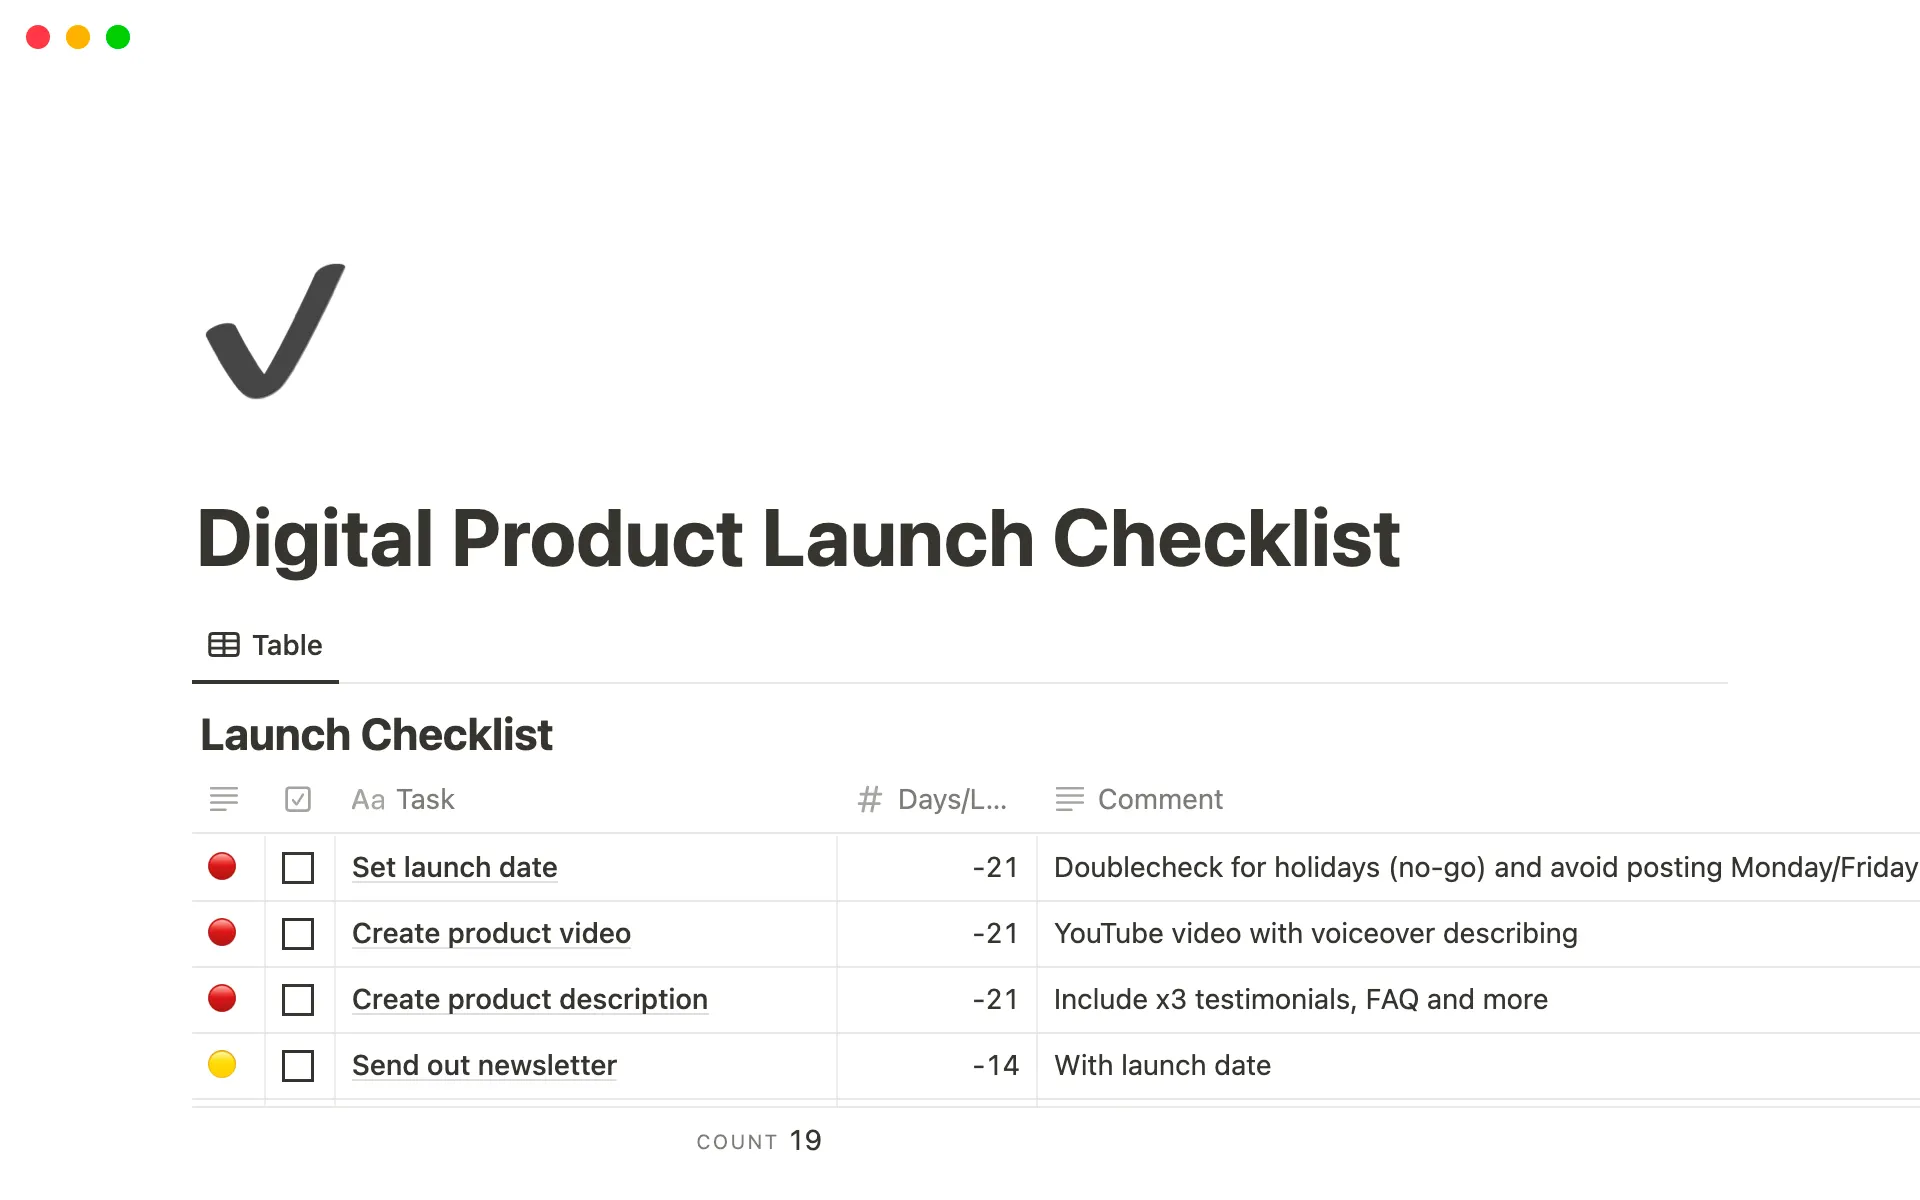 Digital Product Launch Checklist
Table
Launch Checklist
Aa Task # Days/L... Comment
Set launch date -21 Doublecheck for holidays (no-go) and avoid posting Monday/Friday
Create product video -21 YouTube video with voiceover describing
Create product description -21 Include x3 testimonials, FAQ and more
Send out newsletter -14 With launch date
COUNT 19